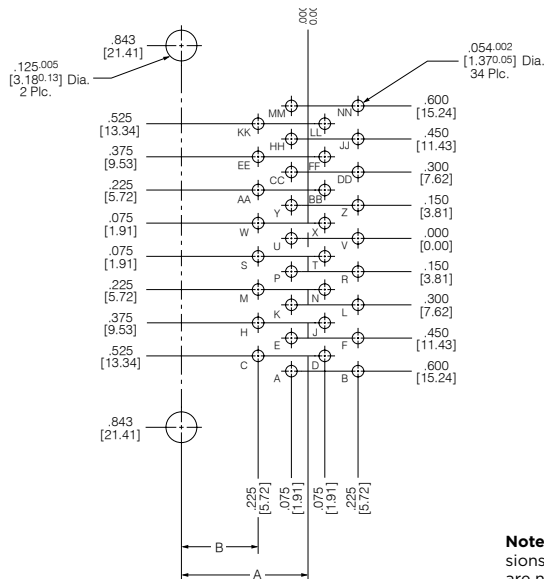 .000
0.00
.843
[21.41]
.125.005
[3.180.13] Dia.
2 Plc.
.054.002
[1.370.05] Dia.
34 Plc.
MM
NN
.600
[15.24]
.525
[13.34]
KK
LL
HH
JJ
.450
[11.43]
.375
[9.53]
EE
FF
CC
DD
.300
[7.62]
.225
[5.72]
AA
BB
Y
Z
.150
[3.81]
.075
[1.91]
W
X
U
V
.000
[0.00]
.075
[1.91]
S
T
P
R
.150
[3.81]
.225
[5.72]
M
N
K
L
.300
[7.62]
.375
[9.53]
H
J
E
F
.450
[11.43]
.525
[13.34]
C
D
A
B
.600
[15.24]
.843
[21.41]
.225
[5.72]
.075
[1.91]
.075
[1.91]
.225
[5.72]
B
A
Note
sions